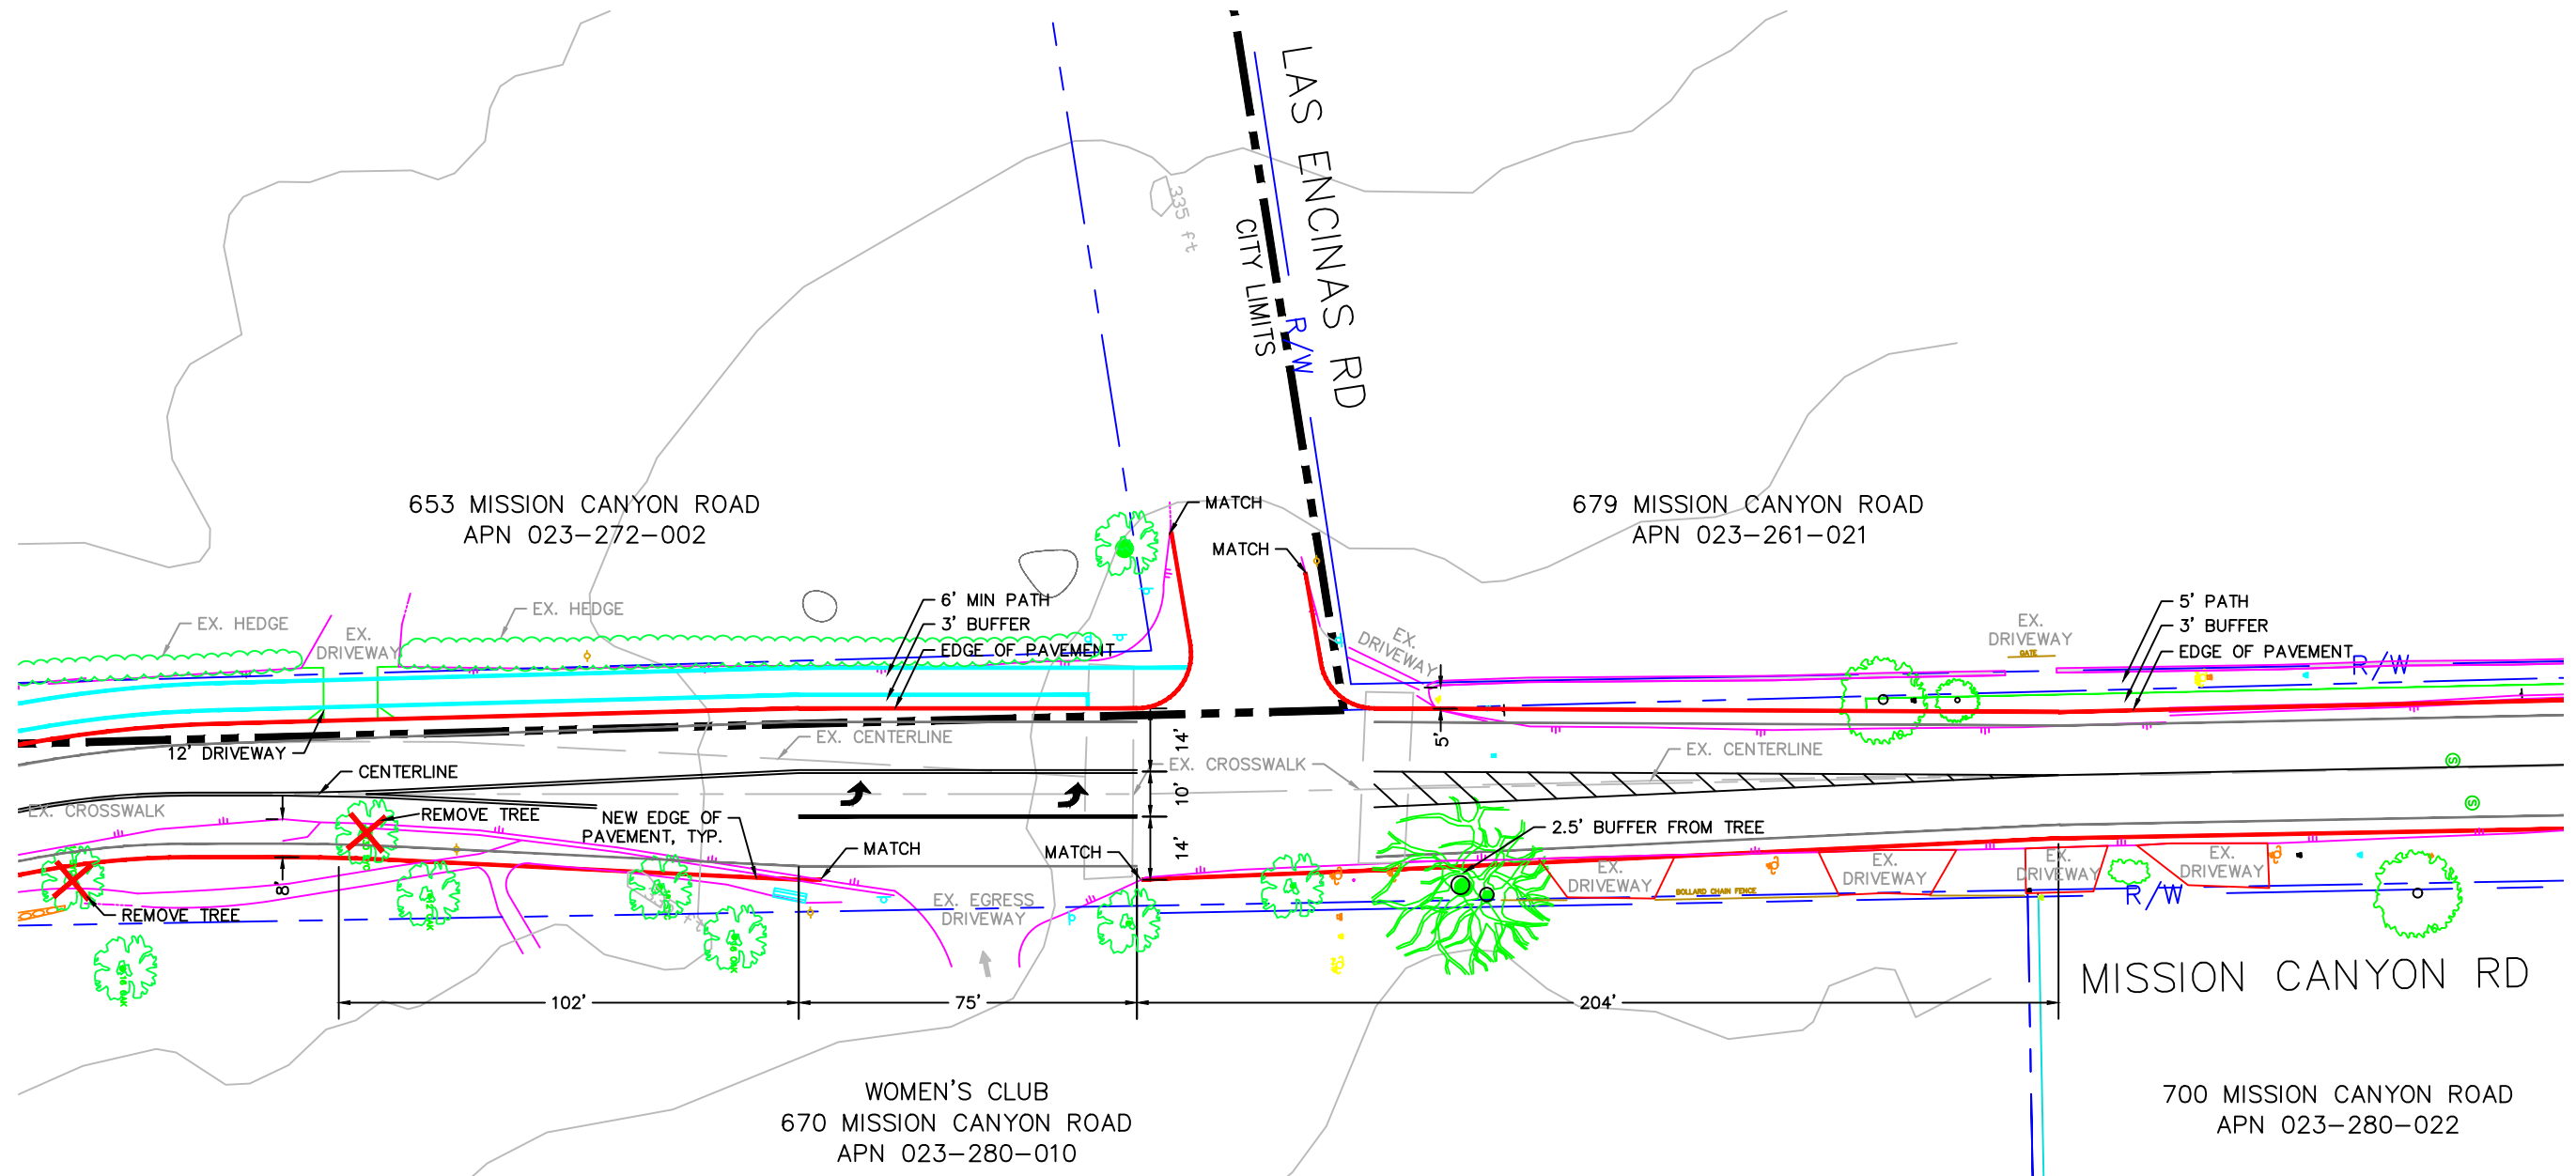 LAS ENCINAS RD
CITY LIMITS
R/W
335 ft
653 MISSION CANYON ROAD
APN 023-272-002
MATCH
MATCH
679 MISSION CANYON ROAD
APN 023-261-021
EX. HEDGE
EX. HEDGE
EX.
DRIVEWAY
6' MIN PATH
3' BUFFER
EDGE OF PAVEMENT
EX.
DRIVEWAY
EX.
DRIVEWAY
GATE
5' PATH
3' BUFFER
EDGE OF PAVEMENT
R/W
12' DRIVEWAY
EX. CENTERLINE
14'
5'
EX. CENTERLINE
CENTERLINE
EX. CROSSWALK
10'
EX. CROSSWALK
REMOVE TREE
NEW EDGE OF
PAVEMENT, TYP.
2.5' BUFFER FROM TREE
MATCH
MATCH
14'
8'
REMOVE TREE
EX. EGRESS
DRIVEWAY
EX.
DRIVEWAY
BOLLARD CHAIN FENCE
EX.
DRIVEWAY
EX.
DRIVEWAY
EX.
DRIVEWAY
R/W
S
S
102'
75'
204'
MISSION CANYON RD
WOMEN'S CLUB
670 MISSION CANYON ROAD
APN 023-280-010
700 MISSION CANYON ROAD
APN 023-280-022